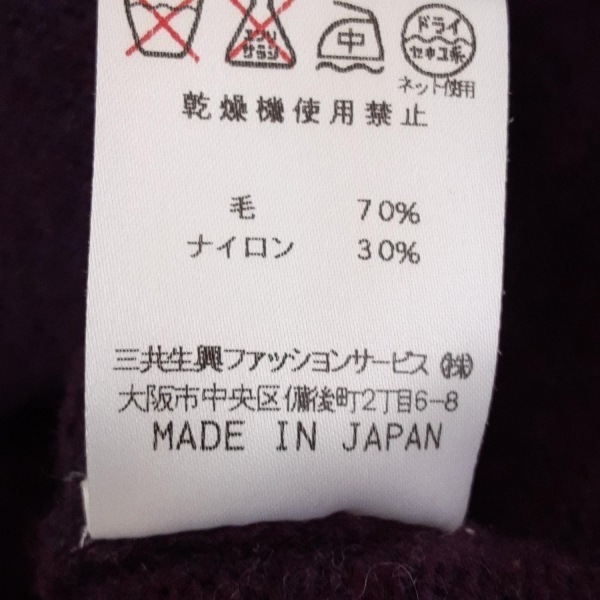 エンソ
サラシ
中
ドライ
セキユ系
ネット使用
乾燥機使用禁止
毛 70%
ナイロン 30%
三共生興ファッションサービス㈱
大阪市中央区備後町2丁目6-8
MADE IN JAPAN